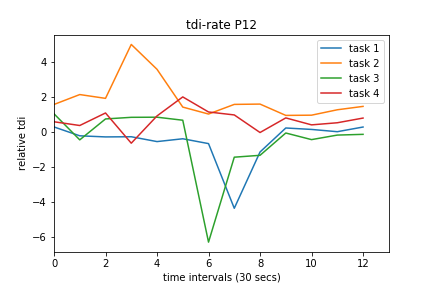 tdi-rate P12
task 1
task 2
task 3
task 4
relative tdi
4
2
0
−2
−4
−6
0 2 4 6 8 10 12
time intervals (30 secs)